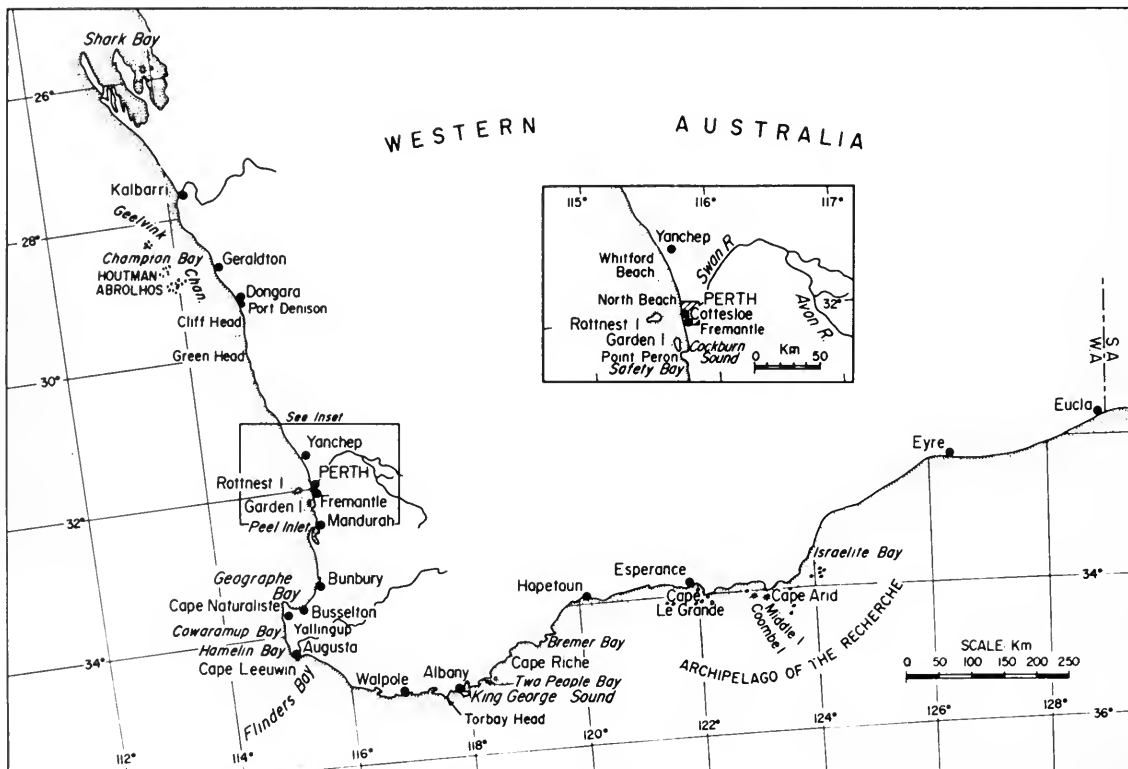 Shark Bay
26°
WESTERN AUSTRALIA
Kalbarri
Geelvink
Chan.
28°
Champion Bay
HOUTMAN
ABROLHOS
Geraldton
Dongara
Port Denison
Cliff Head
Green Head
30°
See Inset
Yanchep
PERTH
Rottnest I
Garden I.
Fremantle
32°
Peel Inlet
Mandurah
Geographe
Bay
Bunbury
Cape Naturaliste
Busselton
Yallingup
Cowaramup Bay
Hamelin Bay
Augusta
34°
Cape Leeuwin
Flinders Bay
Walpole
Albany
Torbay Head
King George Sound
Two People Bay
Cape Riche
Bremer Bay
Hopetoun
Esperance
Cape
Le Grande
Cape Arid
Middle I
Coombe I
Israelite Bay
ARCHIPELAGO OF THE RECHERCHE
Eyre
Eucla
SA
WA
34°
36°
SCALE: Km
0 50 100 150 200 250
112°
114°
116°
118°
120°
122°
124°
126°
128°
115°
116°
117°
Yanchep
Whitford
Beach
Swan R.
North Beach
PERTH
Cottesloe
Fremantle
Rottnest I
Garden I.
Cockburn
Sound
Point Peron
Safety Bay
Avon R.
32°
Km
0 50